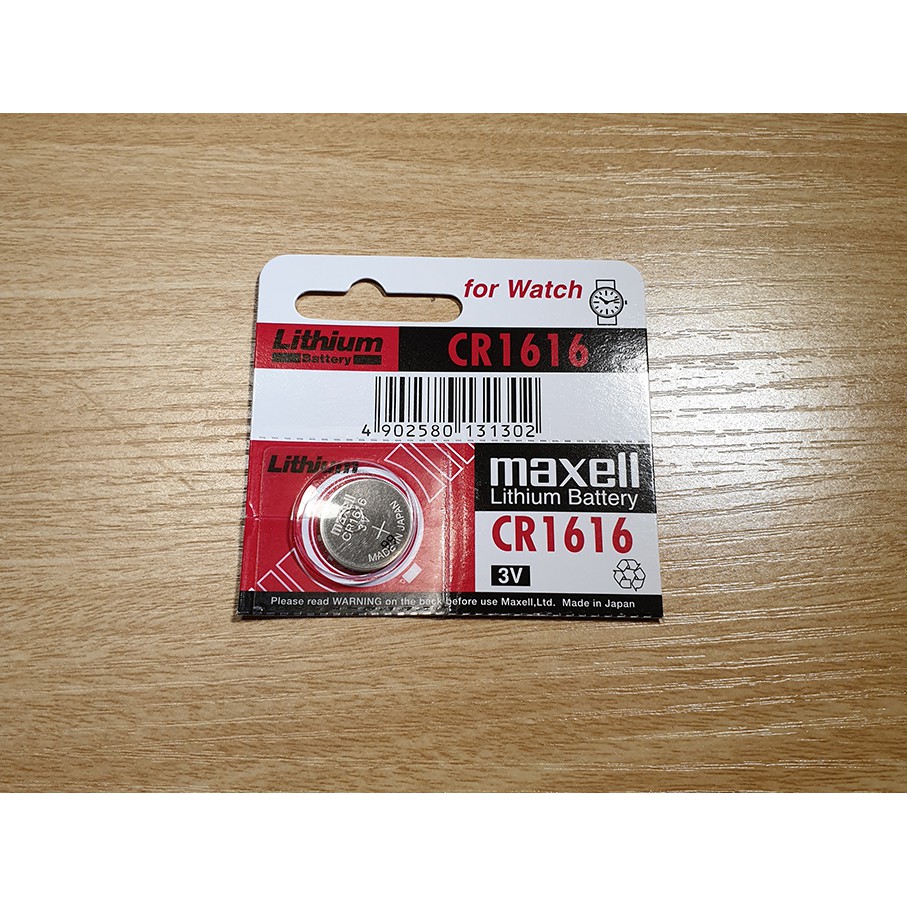 for Watch
Lithium
Battery
CR1616
4 902580 131302
Lithium
maxell
CR1616
3V
+
MADE IN JAPAN
maxell
Lithium Battery
CR1616
3V
Please read WARNING on the back before use Maxell,Ltd. Made in Japan